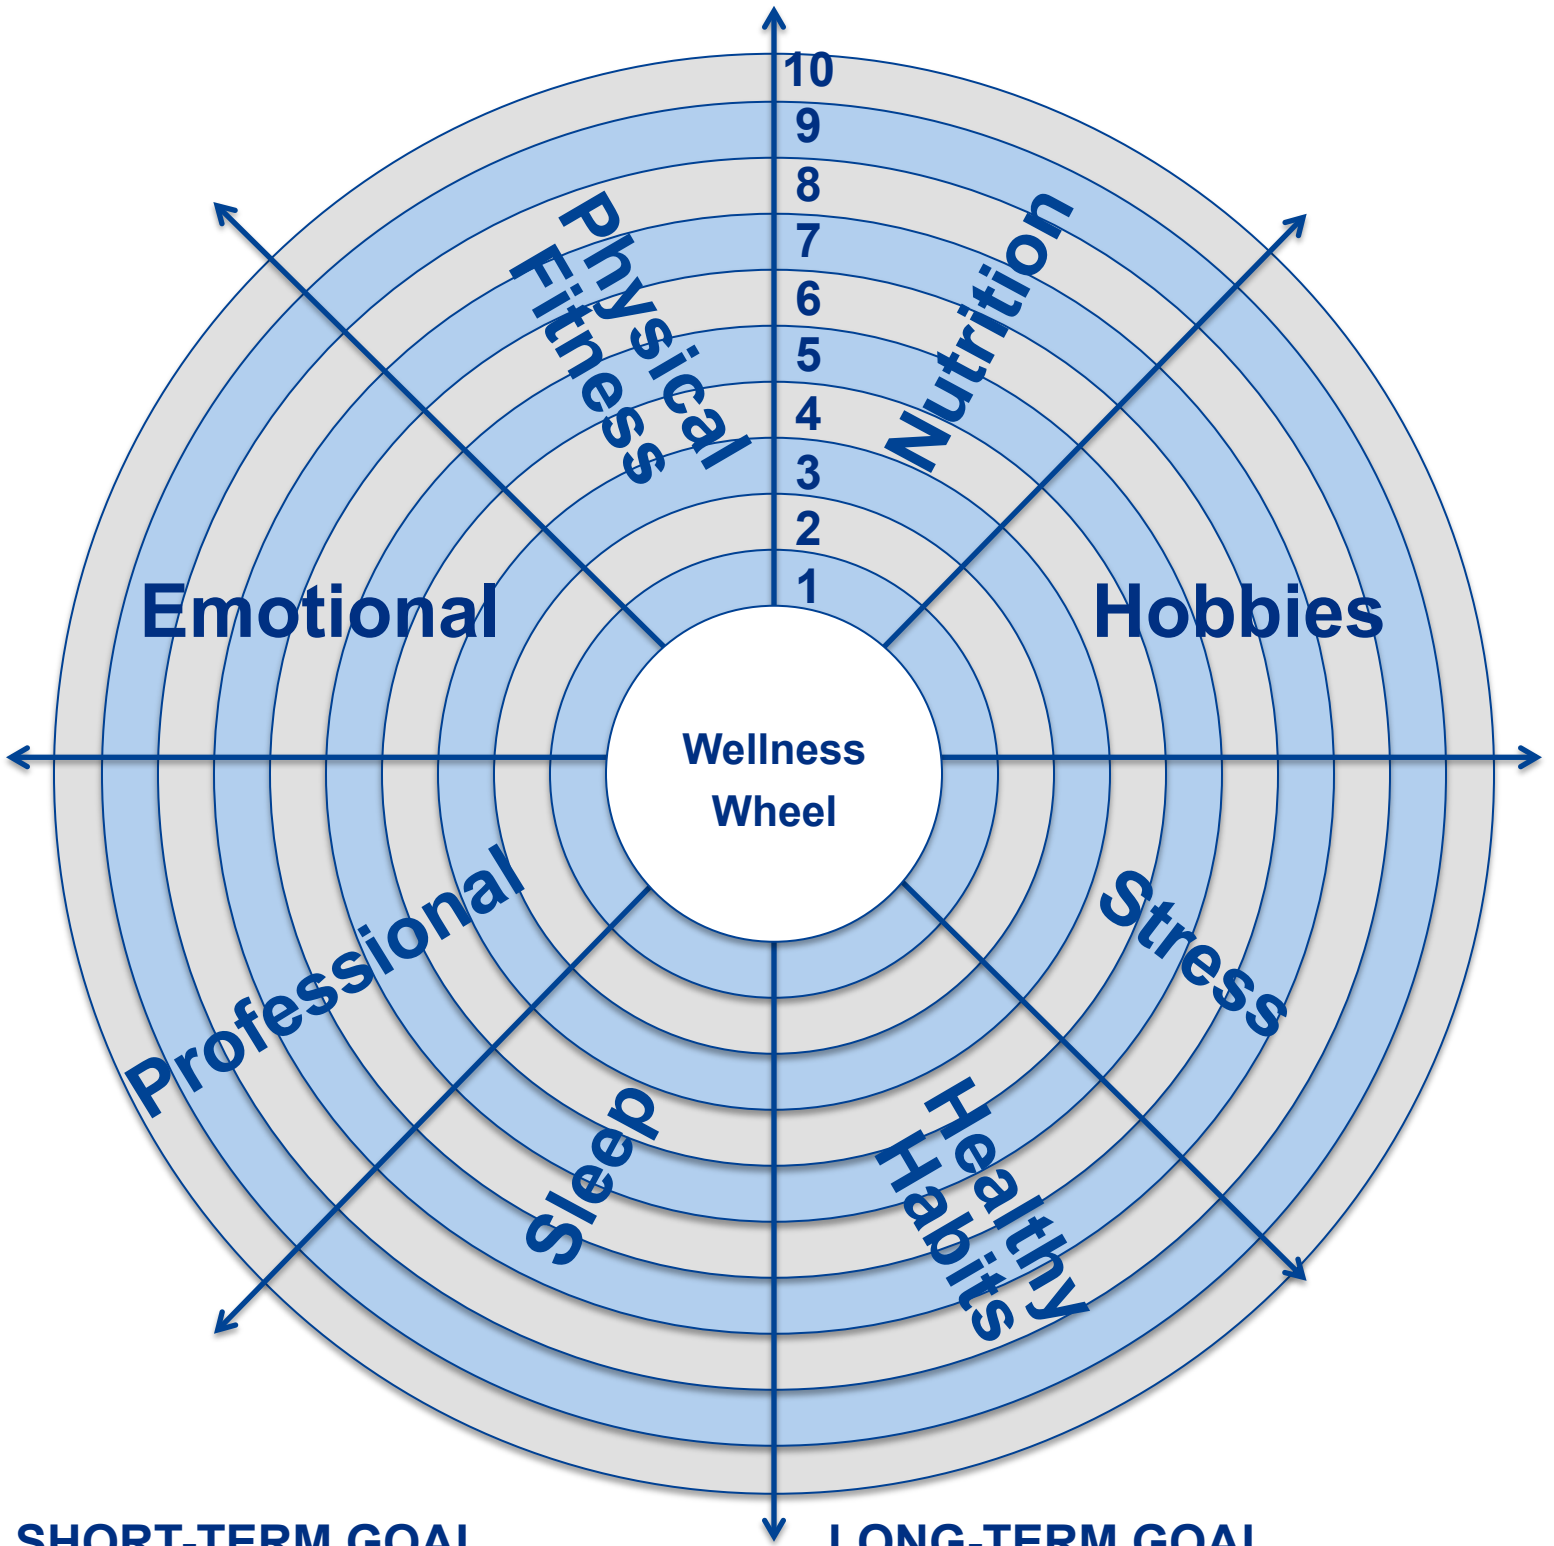 10
9
8
7
6
5
4
3
2
1
Physical
Fitness
Nutrition
Emotional
Hobbies
Wellness
Wheel
Professional
Stress
Sleep
Healthy
Habits
SHORT-TERM GOAL
LONG-TERM GOAL